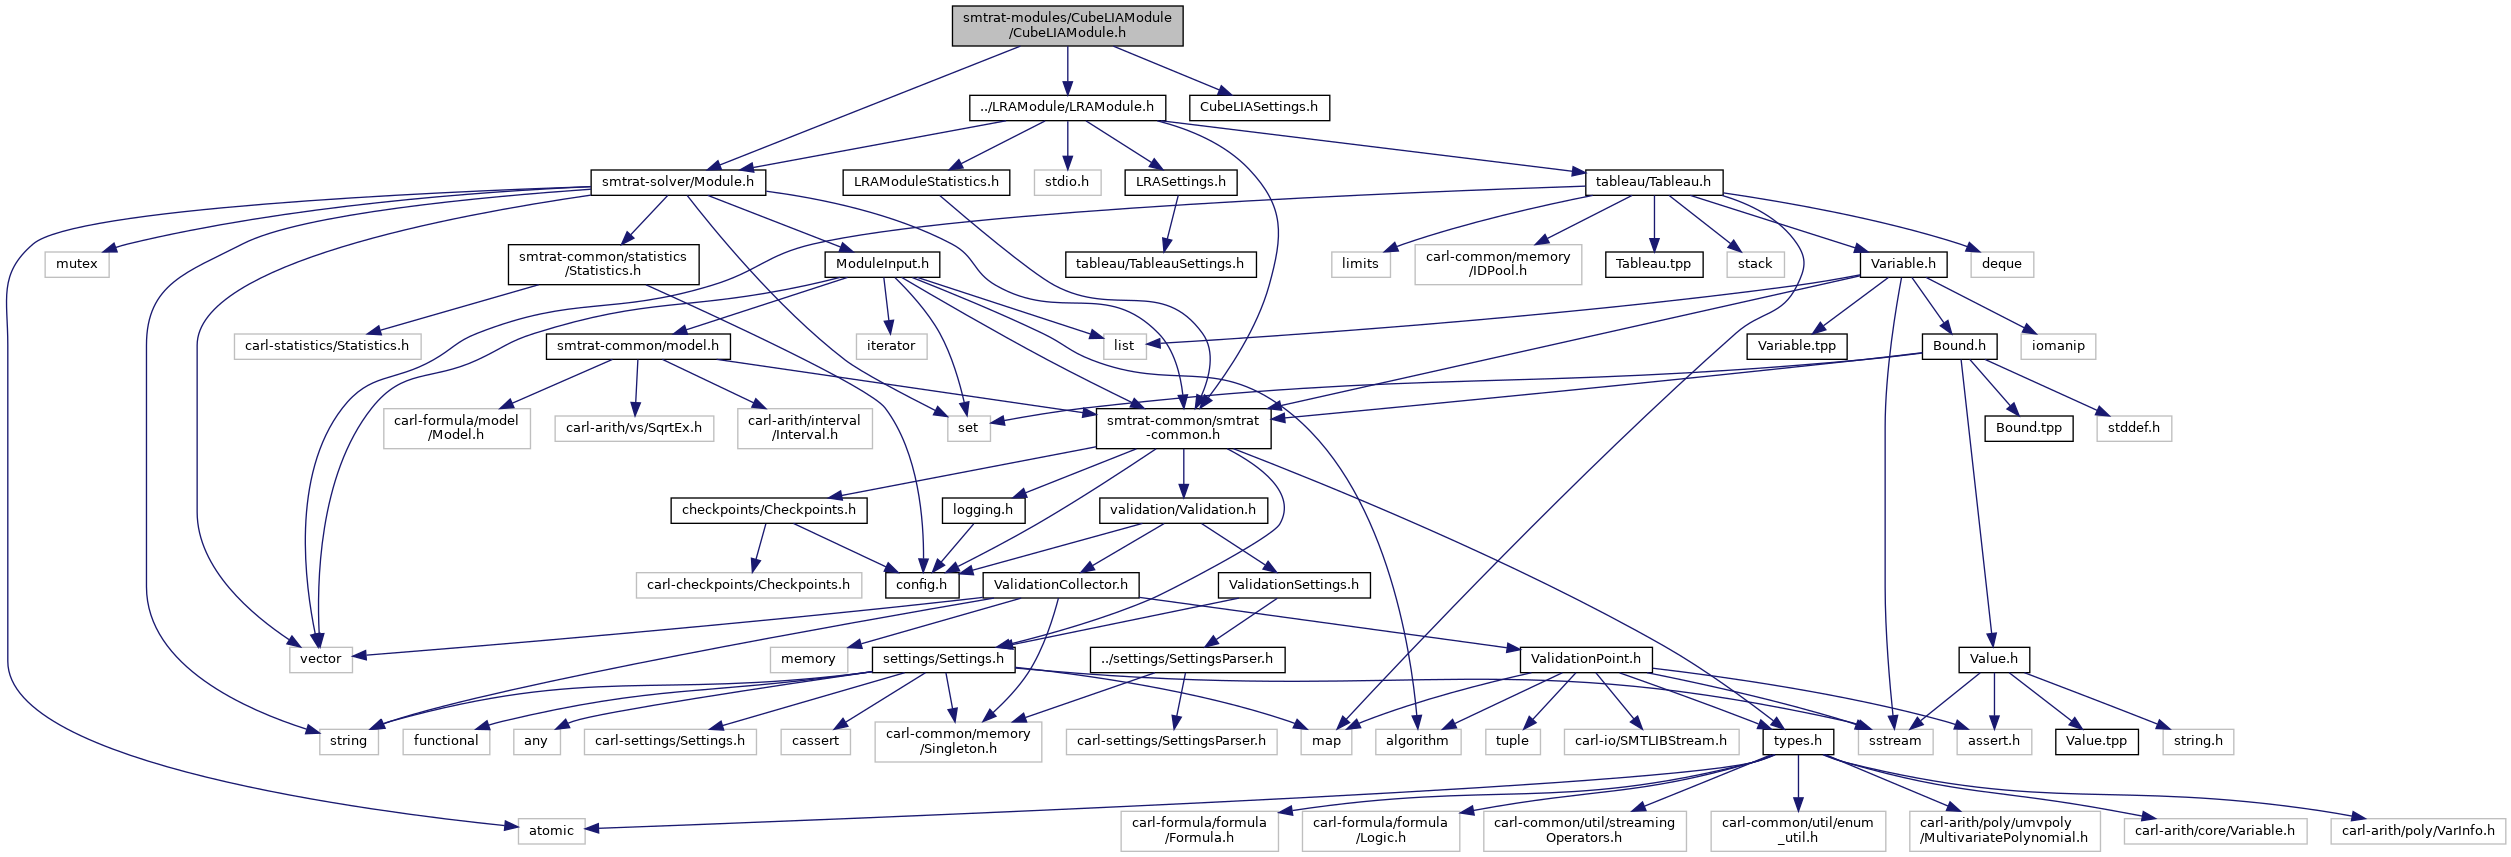 smtrat-modules/CubeLIAModule
/CubeLIAModule.h
../LRAModule/LRAModule.h
CubeLIASettings.h
smtrat-solver/Module.h
LRAModuleStatistics.h
stdio.h
LRASettings.h
tableau/Tableau.h
mutex
smtrat-common/statistics
/Statistics.h
ModuleInput.h
tableau/TableauSettings.h
limits
carl-common/memory
/IDPool.h
Tableau.tpp
stack
Variable.h
deque
carl-statistics/Statistics.h
smtrat-common/model.h
iterator
list
Variable.tpp
Bound.h
iomanip
carl-formula/model
/Model.h
carl-arith/vs/SqrtEx.h
carl-arith/interval
/Interval.h
set
smtrat-common/smtrat
-common.h
Bound.tpp
stddef.h
checkpoints/Checkpoints.h
logging.h
validation/Validation.h
carl-checkpoints/Checkpoints.h
config.h
ValidationCollector.h
ValidationSettings.h
vector
memory
settings/Settings.h
../settings/SettingsParser.h
ValidationPoint.h
Value.h
string
functional
any
carl-settings/Settings.h
cassert
carl-common/memory
/Singleton.h
carl-settings/SettingsParser.h
map
algorithm
tuple
carl-io/SMTLIBStream.h
types.h
sstream
assert.h
Value.tpp
string.h
atomic
carl-formula/formula
/Formula.h
carl-formula/formula
/Logic.h
carl-common/util/streaming
Operators.h
carl-common/util/enum
_util.h
carl-arith/poly/umvpoly
/MultivariatePolynomial.h
carl-arith/core/Variable.h
carl-arith/poly/VarInfo.h